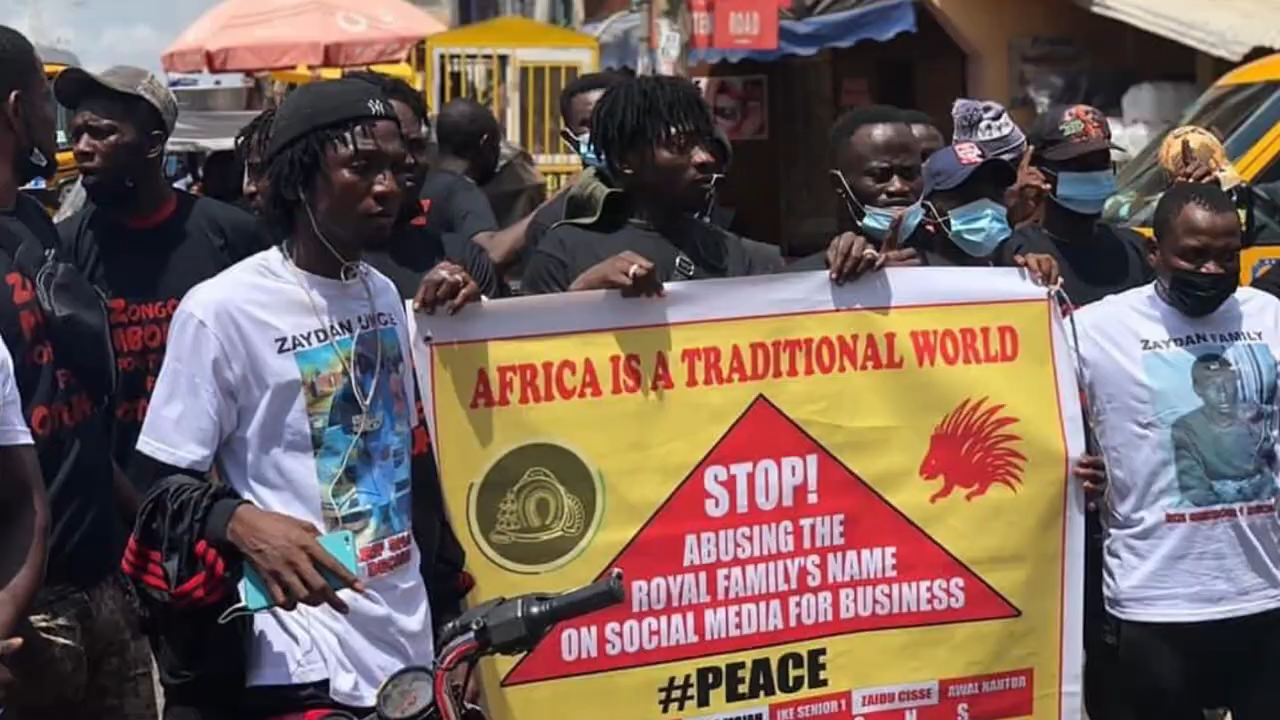 ROAD
ZAYDAN
AFRICA IS A TRADITIONAL WORLD
STOP!
ABUSING THE
ROYAL FAMILY'S NAME
ON SOCIAL MEDIA FOR BUSINESS
#PEACE
IKE SENIOR 1
ZAIDU CISSE
AWAL NANTOR
ZAYDAN FAMILY
ZONGO